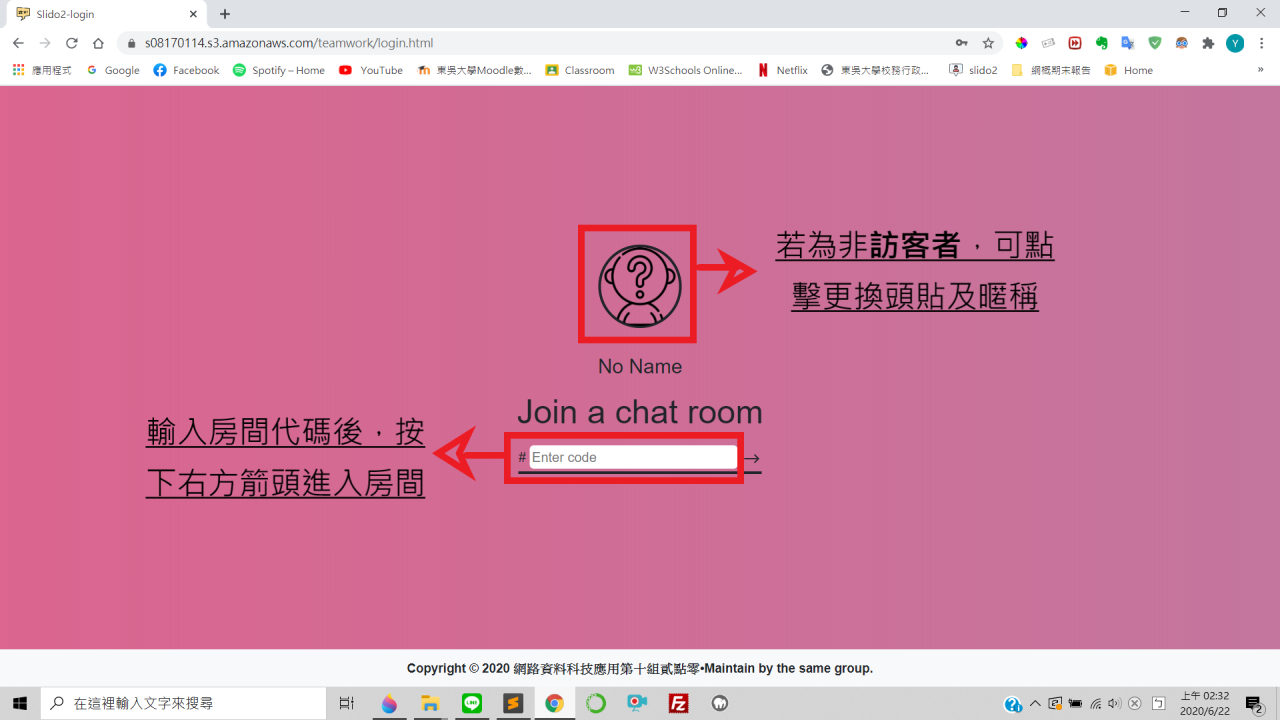 Slido2-login
s08170114.s3.amazonaws.com/teamwork/login.html
應用程式 Google Facebook Spotify – Home YouTube 東吳大學Moodle數... Classroom W3Schools Online... Netflix 東吳大學校務行政... slido2 網概期末報告 Home »
若為非訪客者，可點
擊更換頭貼及暱稱
No Name
Join a chat room
輸入房間代碼後，按
下右方箭頭進入房間
# Enter code →
Copyright © 2020 網路資料科技應用第十組貳點零•Maintain by the same group.
在這裡輸入文字來搜尋
上午 02:32
2020/6/22
2